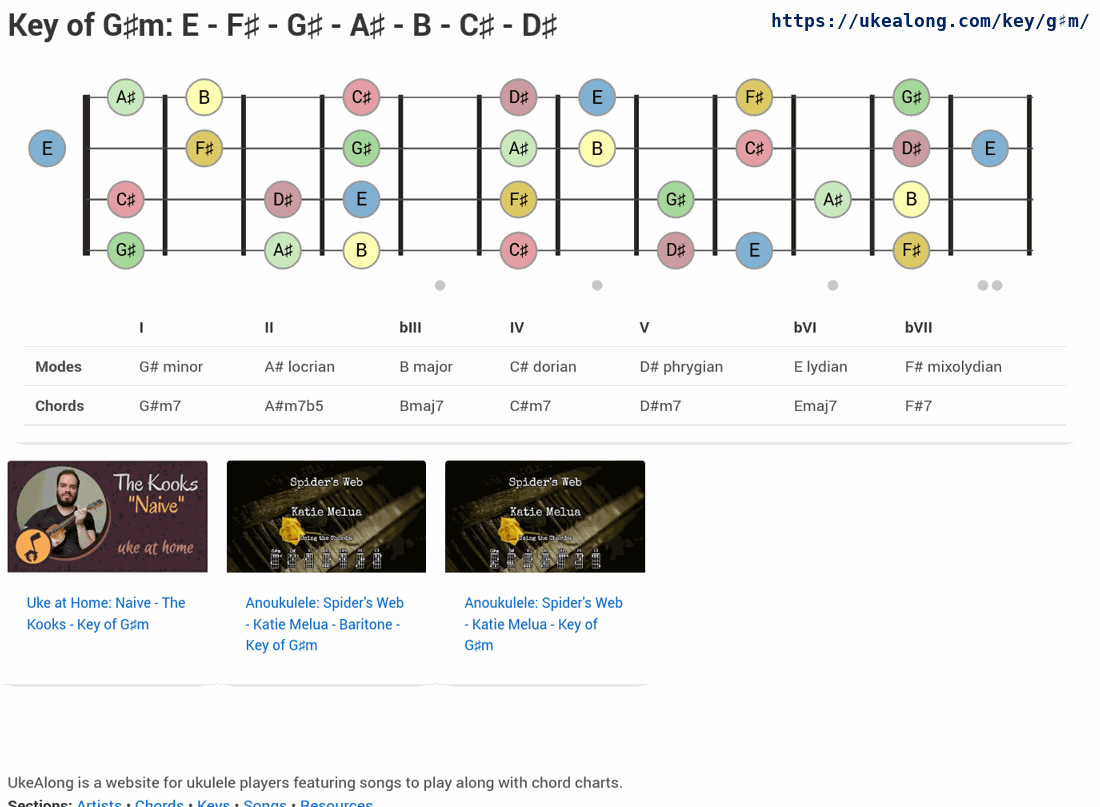 Key of G♯m: E - F♯ - G♯ - A♯ - B - C♯ - D♯
https://ukealong.com/key/g♯m/
A♯ B C♯ D♯ E F♯ G♯
E F♯ G♯ A♯ B C♯ D♯ E
C♯ D♯ E F♯ G♯ A♯ B
G♯ A♯ B C♯ D♯ E F♯
I II bIII IV V bVI bVII
Modes G# minor A# locrian B major C# dorian D# phrygian E lydian F# mixolydian
Chords G#m7 A#m7b5 Bmaj7 C#m7 D#m7 Emaj7 F#7
The Kooks
"Naive"
uke at home
Spider's Web
Katie Melua
Using the Chords
Spider's Web
Katie Melua
Using the Chords
Uke at Home: Naive - The
Kooks - Key of G♯m
Anoukulele: Spider's Web
- Katie Melua - Baritone -
Key of G♯m
Anoukulele: Spider's Web
- Katie Melua - Key of
G♯m
UkeAlong is a website for ukulele players featuring songs to play along with chord charts.
Sections: Artists • Chords • Keys • Songs • Resources